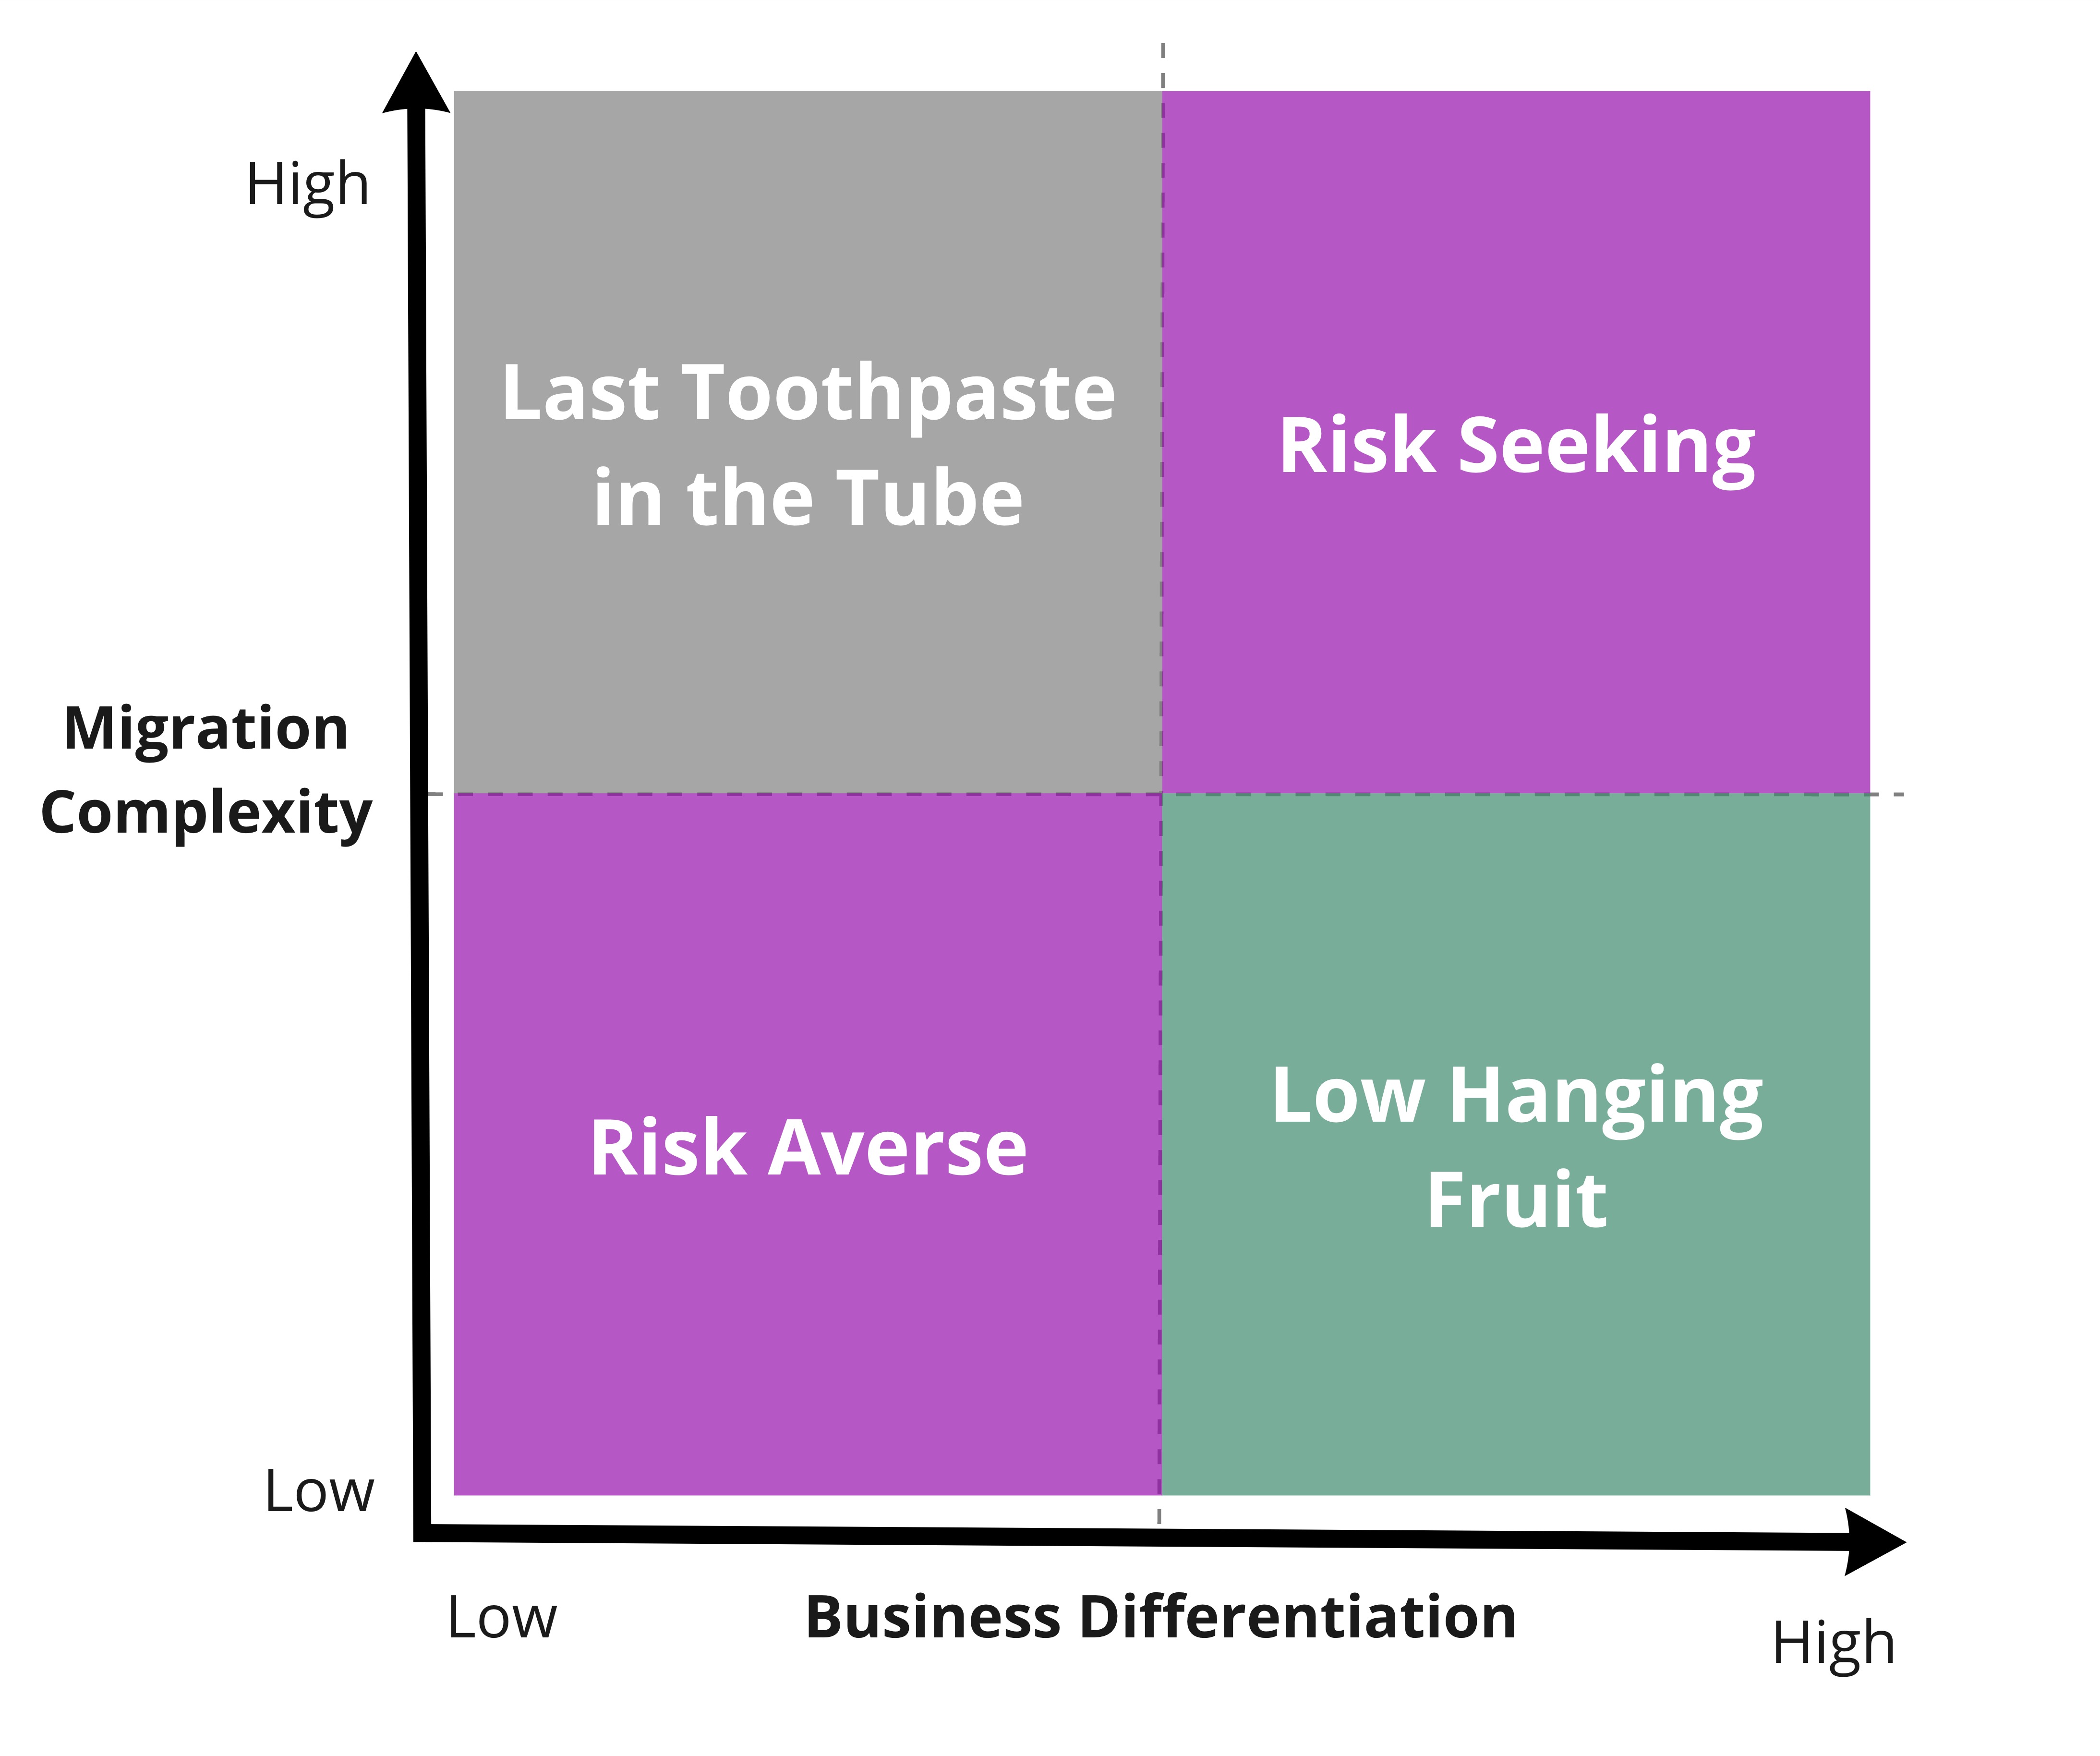 High
Last Toothpaste
in the Tube
Risk Seeking
Migration
Complexity
Risk Averse
Low Hanging
Fruit
Low
Low
Business Differentiation
High